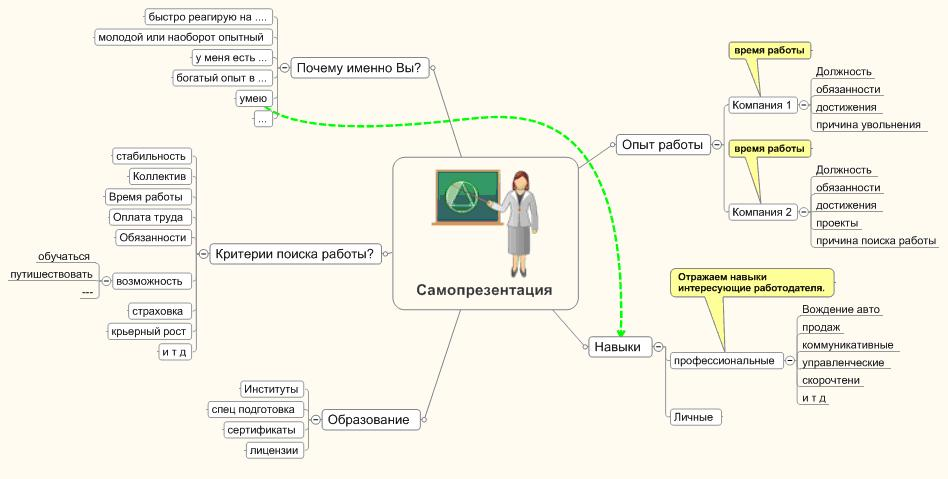 быстро реагирую на ....
молодой или наоборот опытный
у меня есть ...
богатый опыт в ...
умею
...
Почему именно Вы?
стабильность
Коллектив
Время работы
Оплата труда
Обязанности
обучаться
путишествовать
---
возможность
страховка
крьерный рост
и т д
Критерии поиска работы?
Институты
спец подготовка
сертификаты
лицензии
Образование
Самопрезентация
Опыт работы
время работы
Компания 1
Должность
обязанности
достижения
причина увольнения
время работы
Компания 2
Должность
обязанности
достижения
проекты
причина поиска работы
Навыки
Отражаем навыки
интересующие работодателя.
профессиональные
Вождение авто
продаж
коммуникативные
управленческие
скорочтени
и т д
Личные